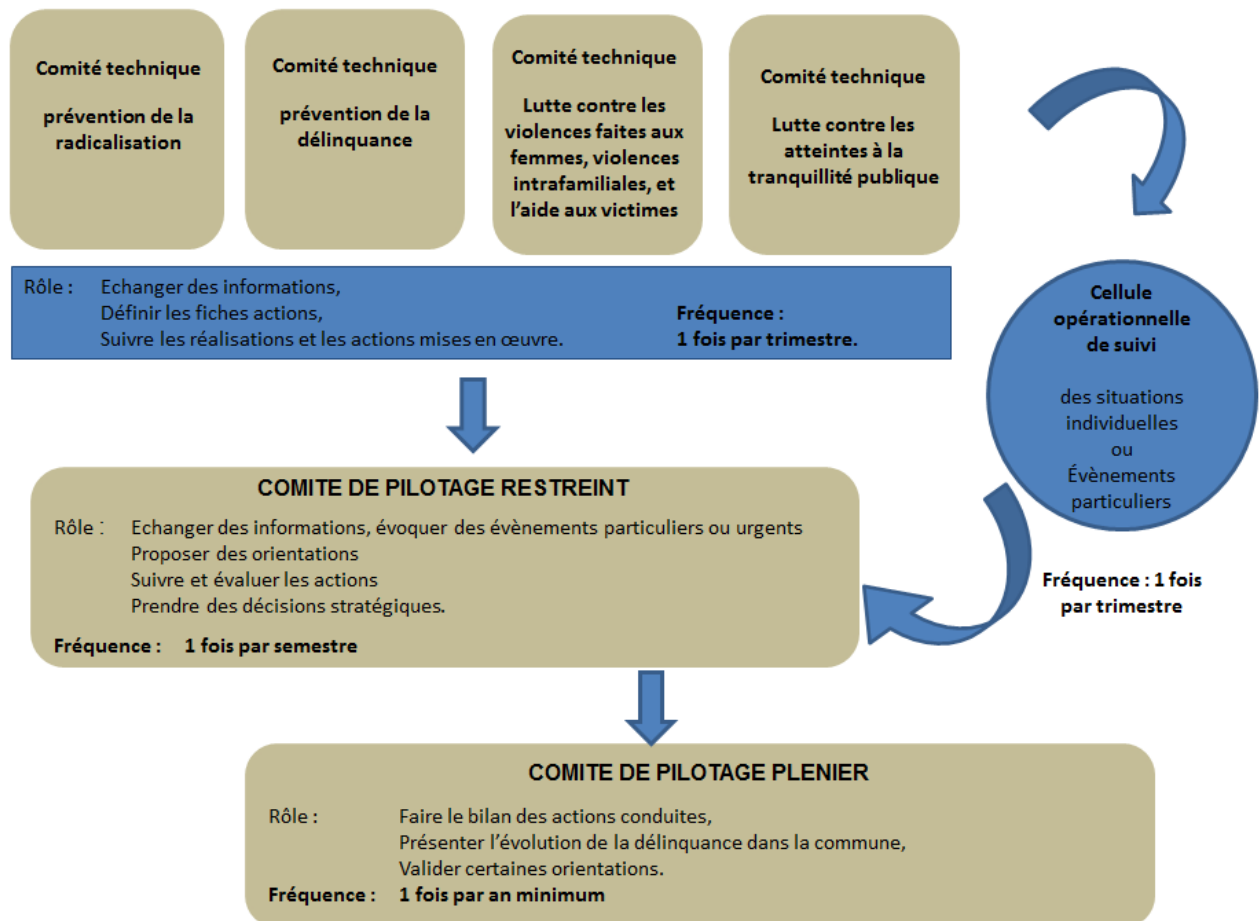 Comité technique
prévention de la
radicalisation
Comité technique
prévention de la
délinquance
Comité technique
Lutte contre les
violences faites aux
femmes, violences
intrafamiliales, et
l'aide aux victimes
Comité technique
Lutte contre les
atteintes à la
tranquillité publique
Rôle : Echanger des informations,
Définir les fiches actions,
Suivre les réalisations et les actions mises en œuvre.
Fréquence :
1 fois par trimestre.
Cellule
opérationnelle
de suivi
des situations
individuelles
ou
Évènements
particuliers
Fréquence : 1 fois
par trimestre
COMITE DE PILOTAGE RESTREINT
Rôle : Echanger des informations, évoquer des évènements particuliers ou urgents
Proposer des orientations
Suivre et évaluer les actions
Prendre des décisions stratégiques.
Fréquence : 1 fois par semestre
COMITE DE PILOTAGE PLENIER
Rôle : Faire le bilan des actions conduites,
Présenter l'évolution de la délinquance dans la commune,
Valider certaines orientations.
Fréquence : 1 fois par an minimum